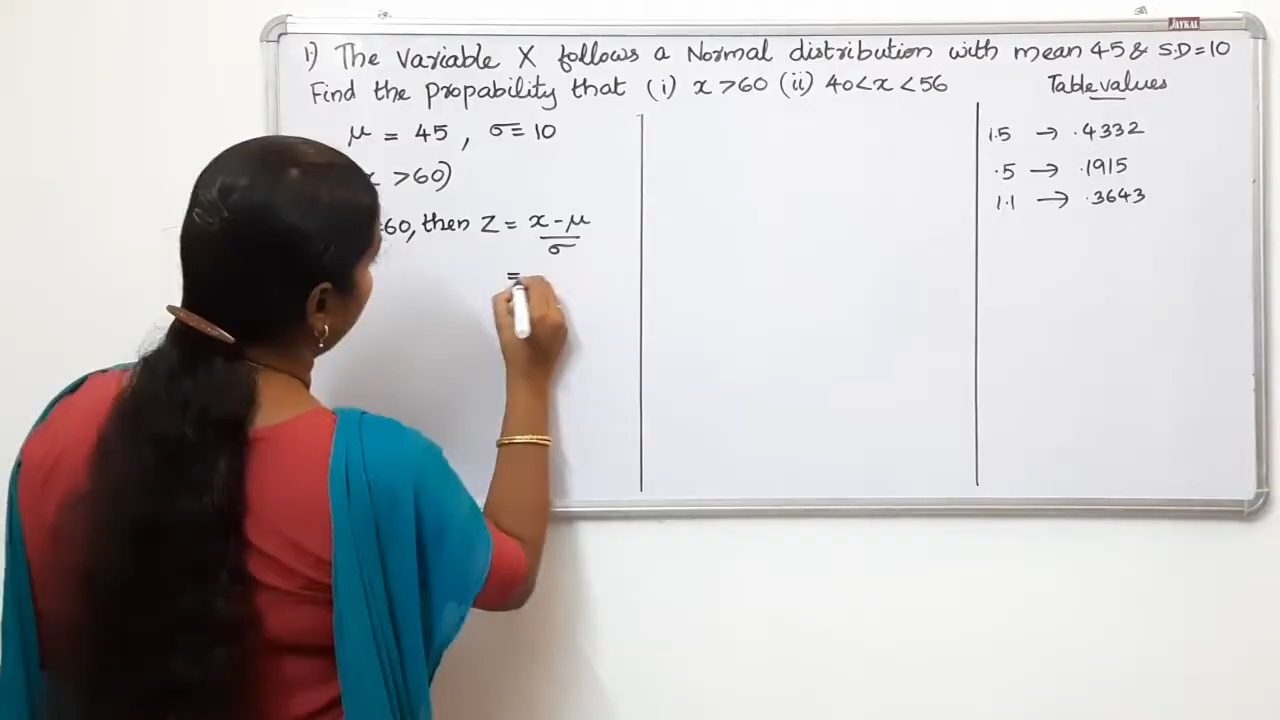 JAYKAL
1) The variable X follows a Normal distribution with mean 45 & S.D = 10
Find the propability that (i) x > 60 (ii) 40 < x < 56
μ = 45, σ = 10
> 60)
=60, then Z = x - μ
σ
=
Table values
1.5 → .4332
.5 → .1915
1.1 → .3643